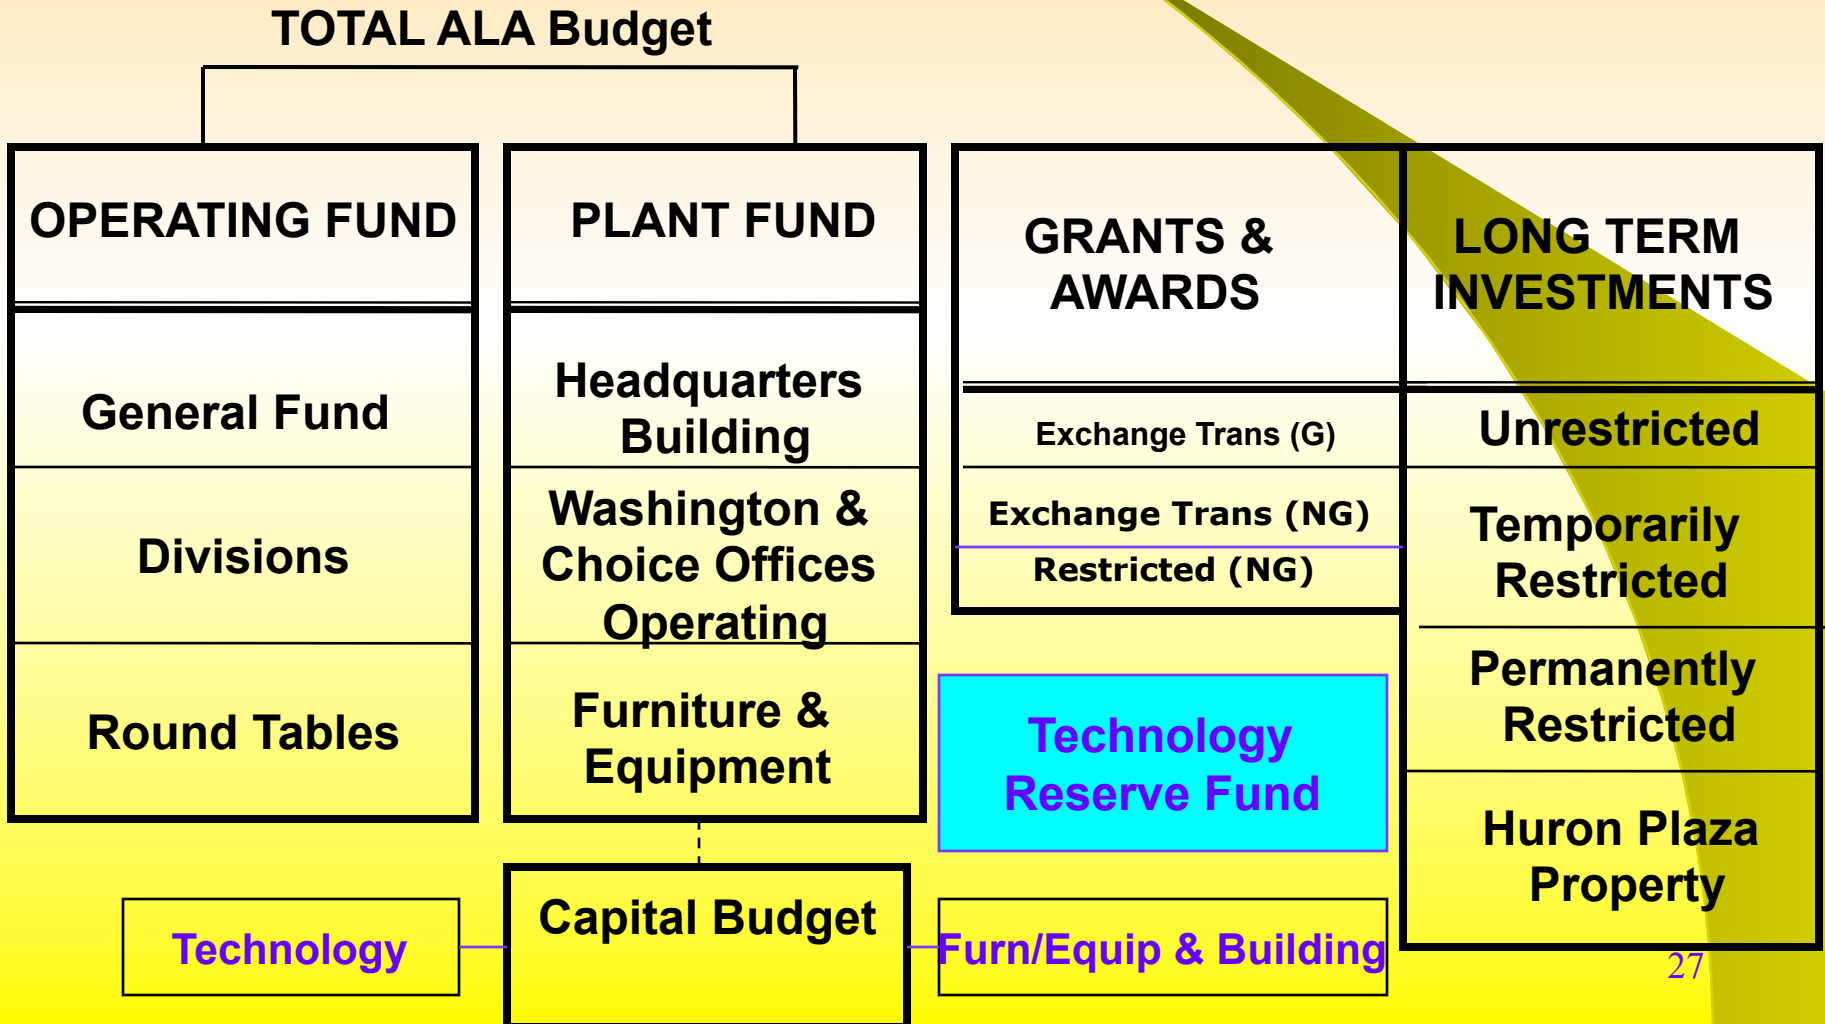 TOTAL ALA Budget
OPERATING FUND
General Fund
Divisions
Round Tables
PLANT FUND
Headquarters
Building
Washington &
Choice Offices
Operating
Furniture &
Equipment
GRANTS &
AWARDS
Exchange Trans (G)
Exchange Trans (NG)
Restricted (NG)
LONG TERM
INVESTMENTS
Unrestricted
Temporarily
Restricted
Permanently
Restricted
Huron Plaza
Property
Technology
Reserve Fund
Technology
Capital Budget
Furn/Equip & Building
27